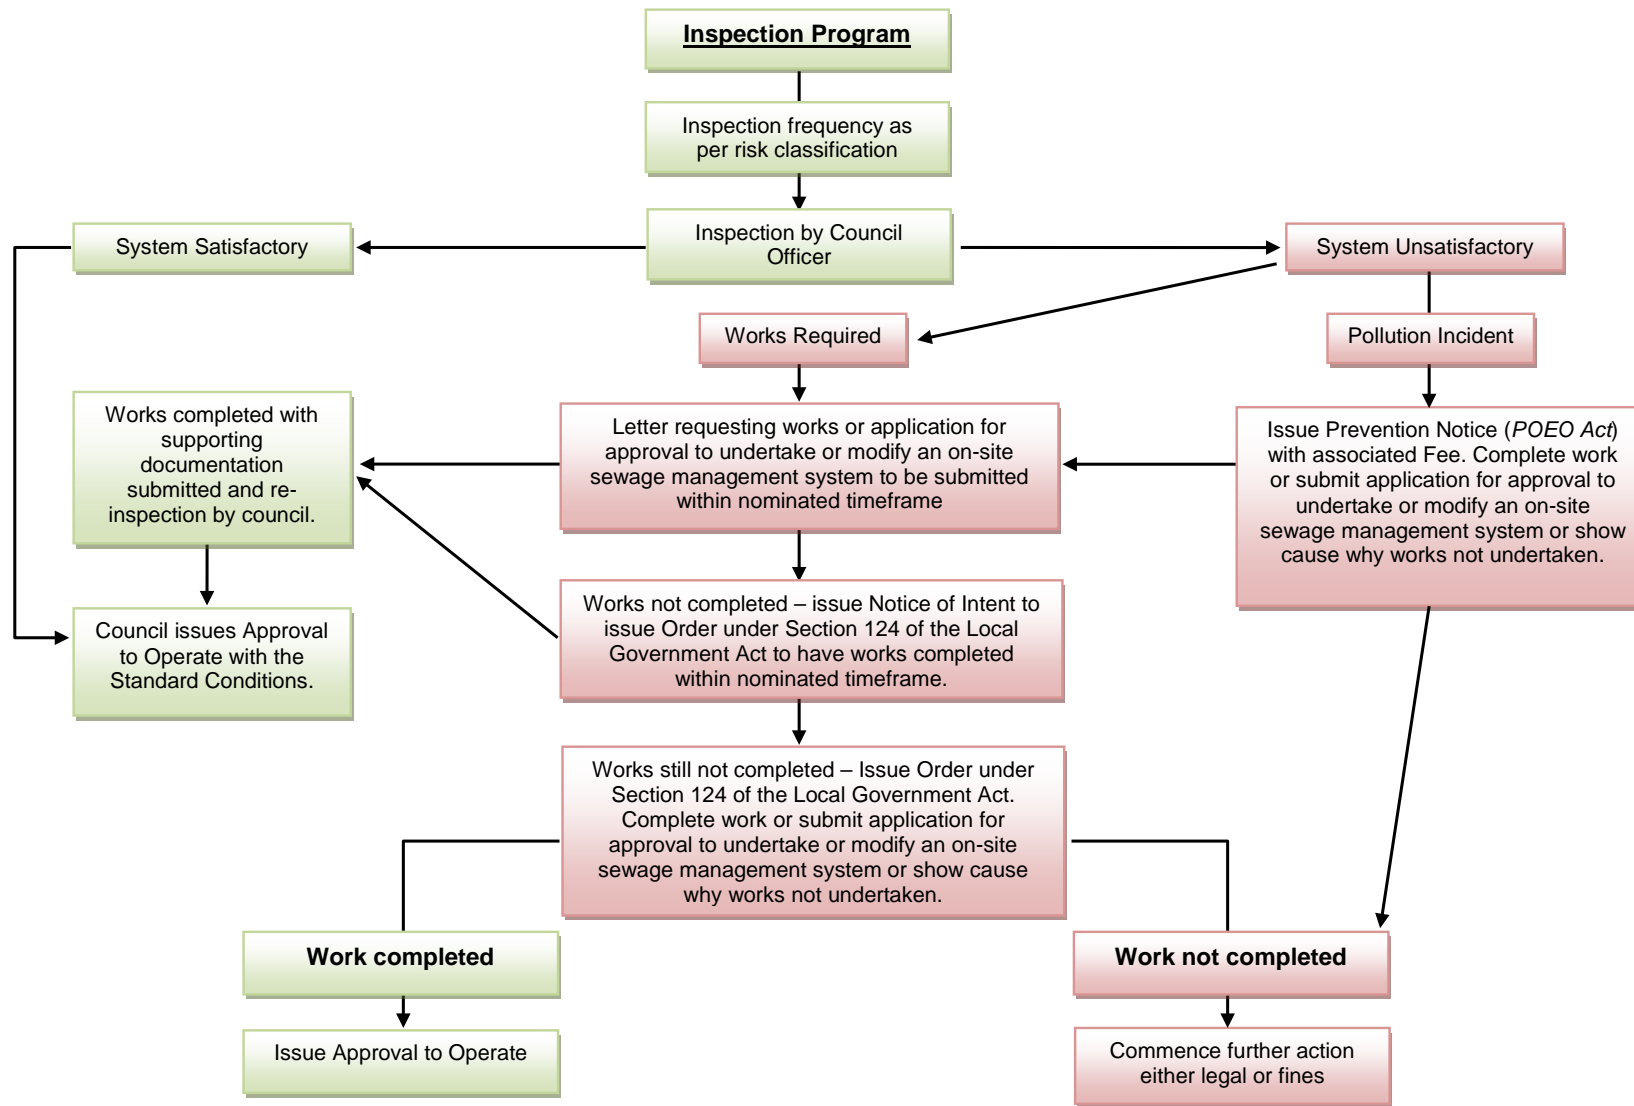 Inspection Program
Inspection frequency as
per risk classification
System Satisfactory
Inspection by Council
Officer
System Unsatisfactory
Works Required
Pollution Incident
Works completed with
supporting
documentation
submitted and re-
inspection by council.
Letter requesting works or application for
approval to undertake or modify an on-site
sewage management system to be submitted
within nominated timeframe
Issue Prevention Notice (POEO Act)
with associated Fee. Complete work
or submit application for approval to
undertake or modify an on-site
sewage management system or show
cause why works not undertaken.
Council issues Approval
to Operate with the
Standard Conditions.
Works not completed – issue Notice of Intent to
issue Order under Section 124 of the Local
Government Act to have works completed
within nominated timeframe.
Works still not completed – Issue Order under
Section 124 of the Local Government Act.
Complete work or submit application for
approval to undertake or modify an on-site
sewage management system or show cause
why works not undertaken.
Work completed
Work not completed
Issue Approval to Operate
Commence further action
either legal or fines